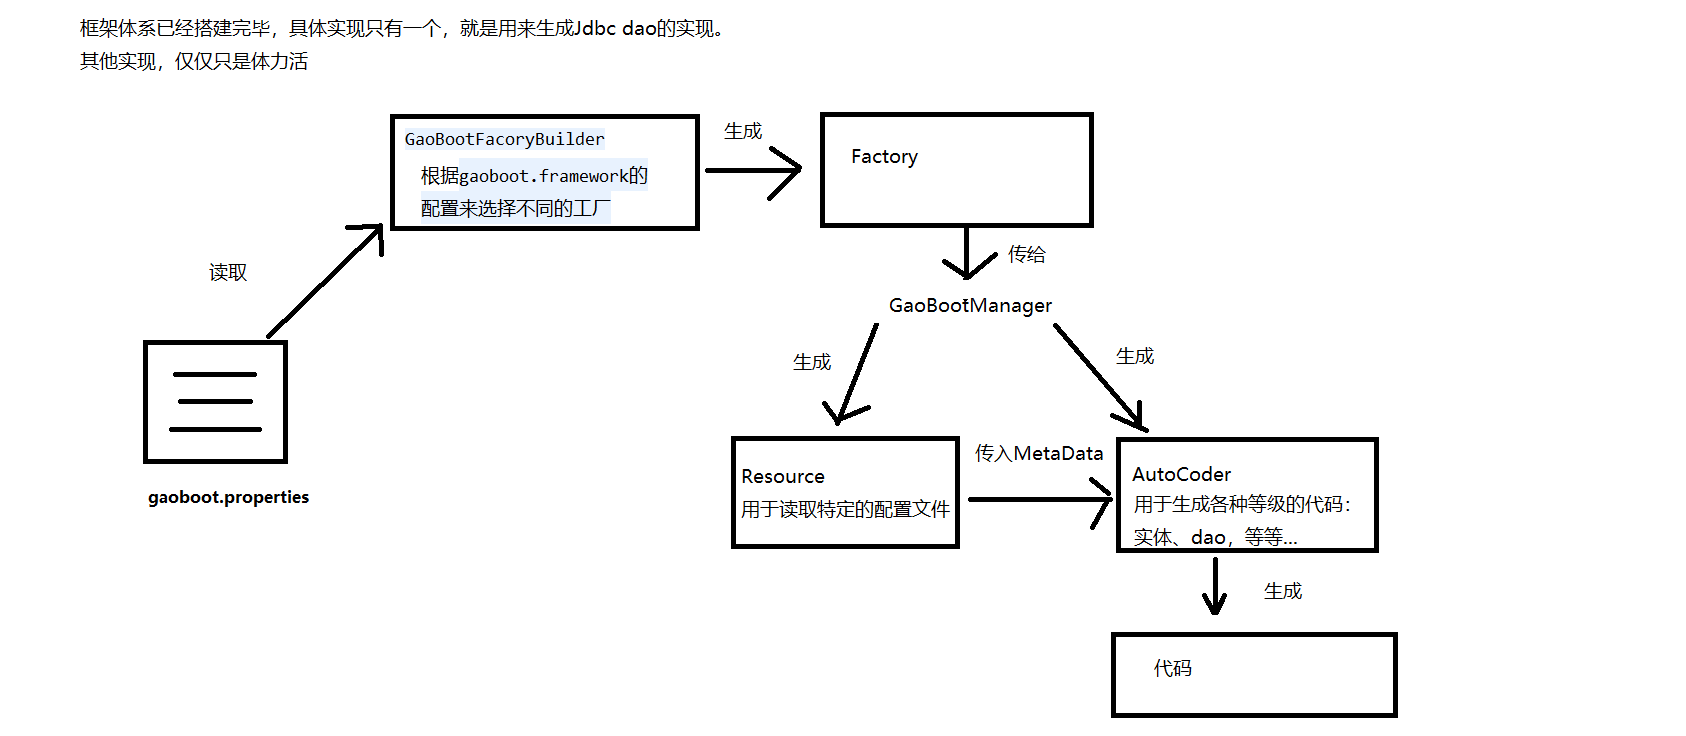 框架体系已经搭建完毕，具体实现只有一个，就是用来生成Jdbc dao的实现。
其他实现，仅仅只是体力活
GaoBootFacoryBuilder
根据gaoboot.framework的
配置来选择不同的工厂
生成
Factory
传给
读取
GaoBootManager
生成
生成
gaoboot.properties
Resource
用于读取特定的配置文件
传入MetaData
AutoCoder
用于生成各种等级的代码：
实体、dao，等等...
生成
代码